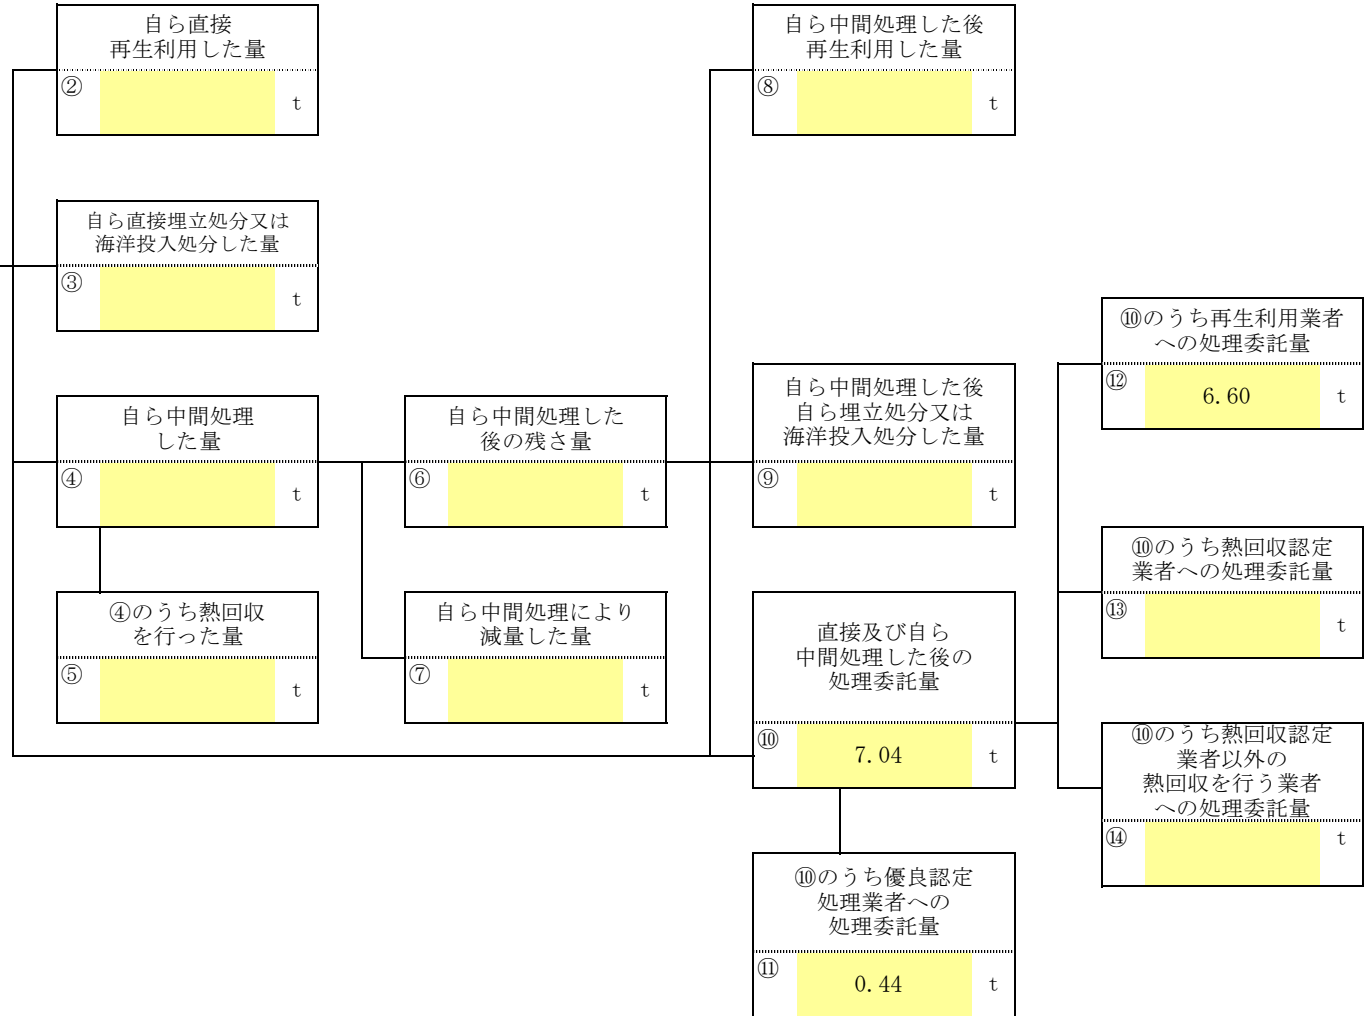 自ら直接
再生利用した量
②
t
自ら中間処理した後
再生利用した量
⑧
t
自ら直接埋立処分又は
海洋投入処分した量
③
t
⑩のうち再生利用業者
への処理委託量
⑫
6.60
t
自ら中間処理
した量
④
t
自ら中間処理した
後の残さ量
⑥
t
自ら中間処理した後
自ら埋立処分又は
海洋投入処分した量
⑨
t
⑩のうち熱回収認定
業者への処理委託量
⑬
t
④のうち熱回収
を行った量
⑤
t
自ら中間処理により
減量した量
⑦
t
直接及び自ら
中間処理した後の
処理委託量
⑩
7.04
t
⑩のうち熱回収認定
業者以外の
熱回収を行う業者
への処理委託量
⑭
t
⑩のうち優良認定
処理業者への
処理委託量
⑪
0.44
t